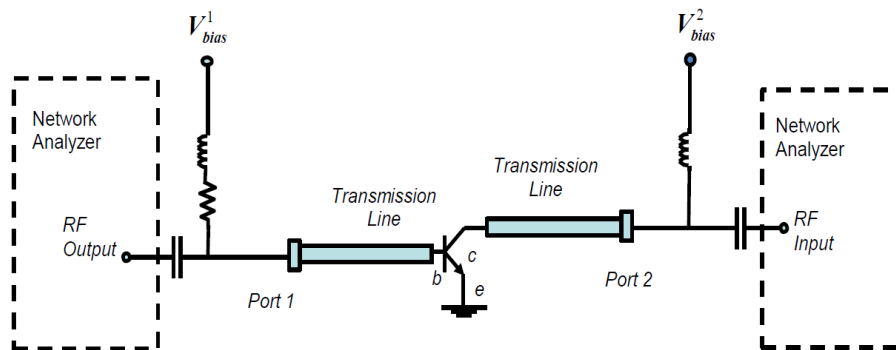 V¹bias
V²bias
Network
Analyzer
RF
Output
Transmission
Line
Port 1
b
c
e
Transmission
Line
Port 2
Network
Analyzer
RF
Input